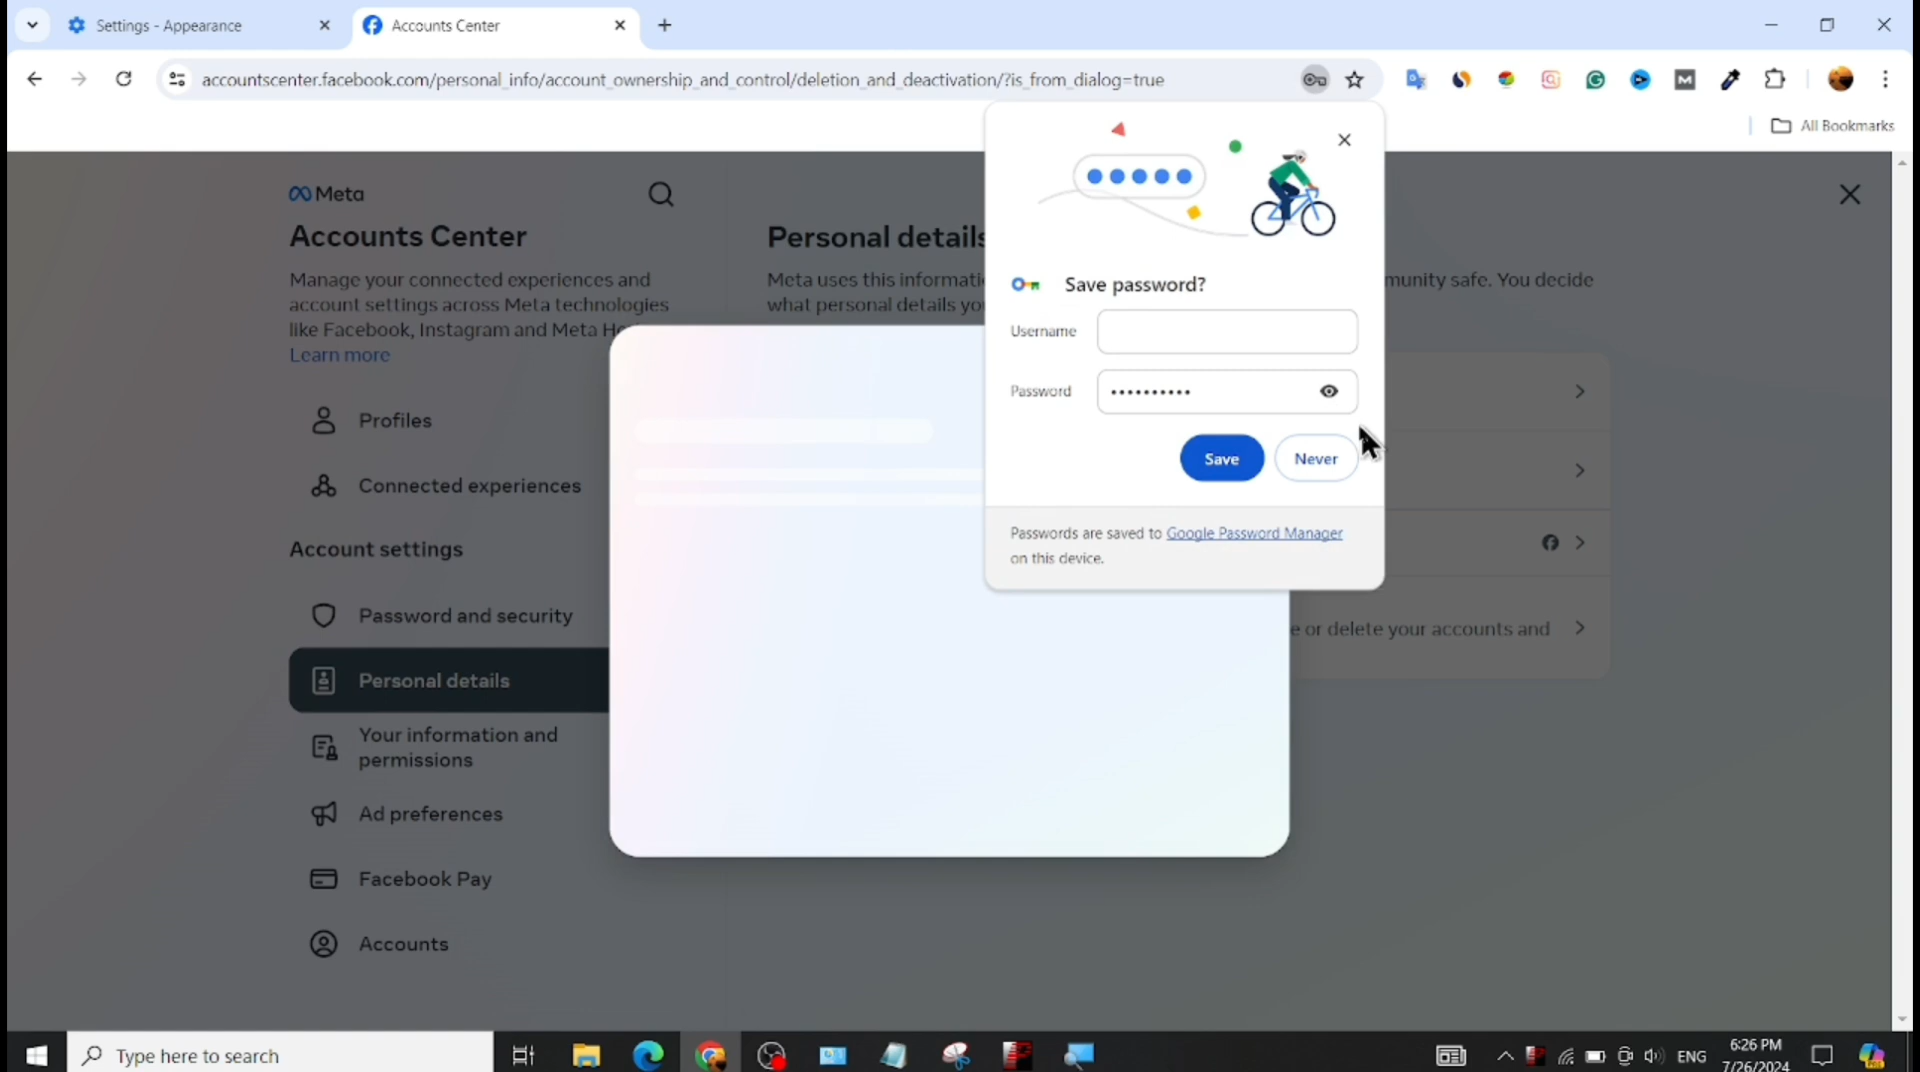 Settings - Appearance
Accounts Center
accountscenter.facebook.com/personal_info/account_ownership_and_control/deletion_and_deactivation/?is_from_dialog=true
All Bookmarks
Meta
Accounts Center
Manage your connected experiences and
account settings across Meta technologies
like Facebook, Instagram and Meta
Learn more
Profiles
Connected experiences
Account settings
Password and security
Personal details
Your information and
permissions
Ad preferences
Facebook Pay
Accounts
Personal details
Meta uses this
munity safe. You decide
what personal details
e or delete your accounts and
Save password?
Username
Password
Save
Never
Passwords are saved to Google Password Manager
on this device.
Type here to search
ENG
6:26 PM
7/26/2024